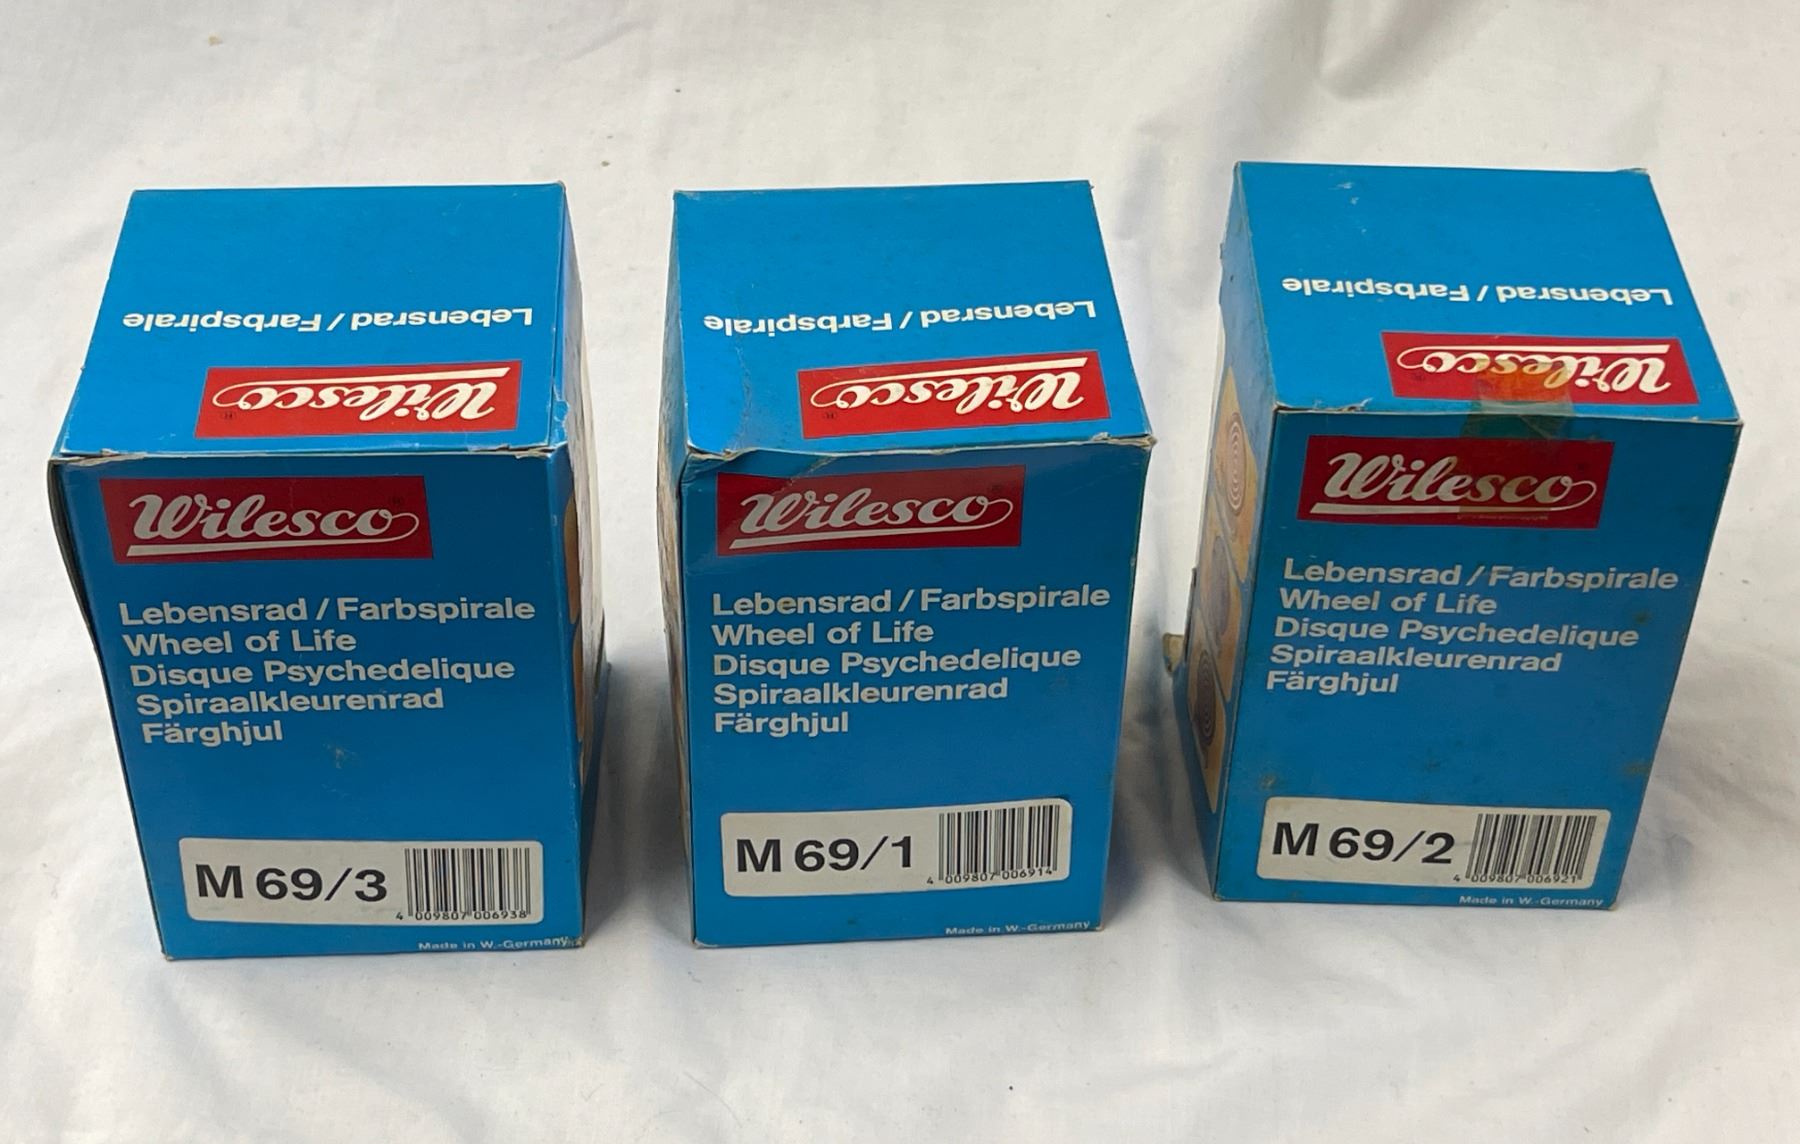 Lebensrad / Farbspirale
Wilesco
Wilesco
Lebensrad / Farbspirale
Wheel of Life
Disque Psychedelique
Spiraalkleurenrad
Färghjul
M 69/3
4 009807 006938
Made in W.-Germany
Lebensrad / Farbspirale
Wilesco
Wilesco
Lebensrad / Farbspirale
Wheel of Life
Disque Psychedelique
Spiraalkleurenrad
Färghjul
M 69/1
4 009807 006914
Made in W.-Germany
Lebensrad / Farbspirale
Wilesco
Wilesco
Lebensrad / Farbspirale
Wheel of Life
Disque Psychedelique
Spiraalkleurenrad
Färghjul
M 69/2
4 009807 006921
Made in W.-Germany